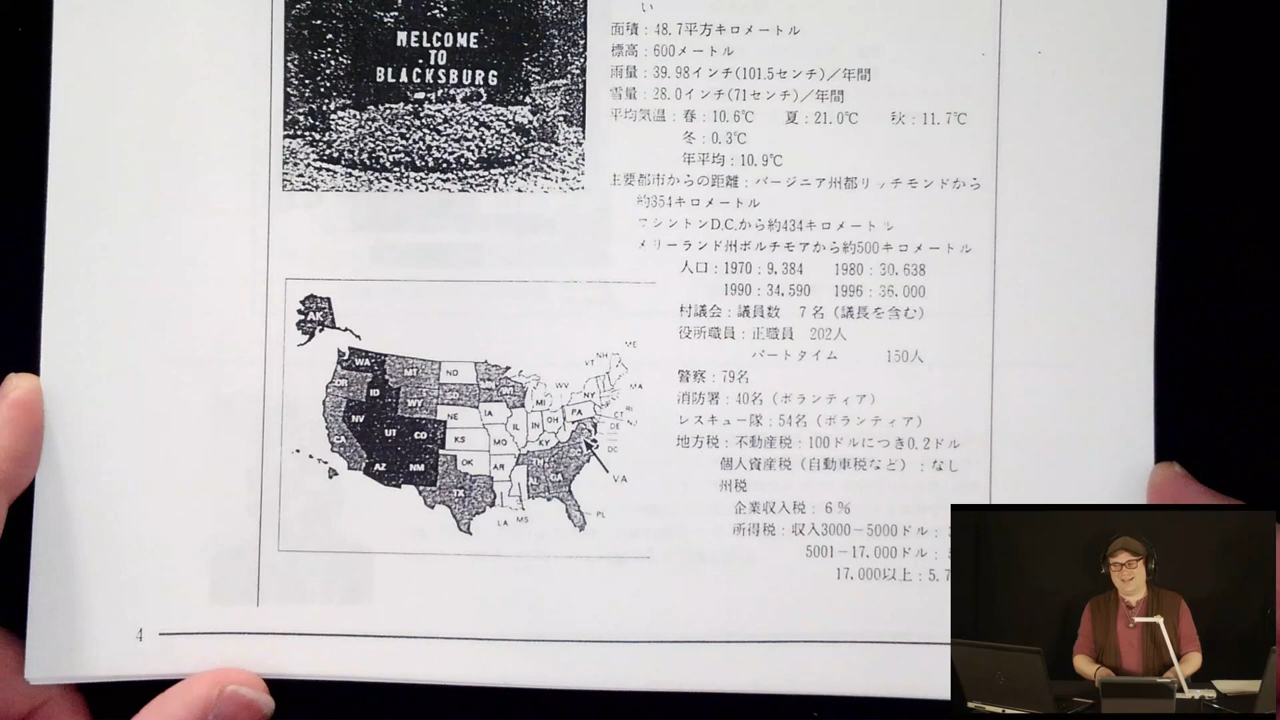 WELCOME
TO
BLACKSBURG
い
面積：48.7平方キロメートル
標高：600メートル
雨量：39.98インチ(101.5センチ)／年間
雪量：28.0インチ(71センチ)／年間
平均気温：春：10.6℃　夏：21.0℃　秋：11.7℃
冬：0.3℃
年平均：10.9℃
主要都市からの距離：バージニア州都リッチモンドから
約354キロメートル
ワシントンD.C.から約434キロメートル
メリーランド州ボルチモアから約500キロメートル
人口：1970：9,384　1980：30,638
1990：34,590　1996：36,000
村議会：議員数　7名（議長を含む）
役所職員：正職員　202人
パートタイム　150人
警察：79名
消防署：40名（ボランティア）
レスキュー隊：54名（ボランティア）
地方税：不動産税：100ドルにつき0.2ドル
個人資産税（自動車税など）：なし
州税
企業収入税：6％
所得税：収入3000－5000ドル：
5001－17,000ドル：
17,000以上：5.7
AK
WA
MT
ND
OR
ID
WY
SD
WI
NV
UT
CO
NE
IA
CA
AZ
NM
KS
MO
OK
AR
TX
IL
IN
OH
MI
KY
WV
PA
NY
VT
NH
ME
MA
RI
CT
NJ
DE
DC
VA
GA
LA
MS
FL
4